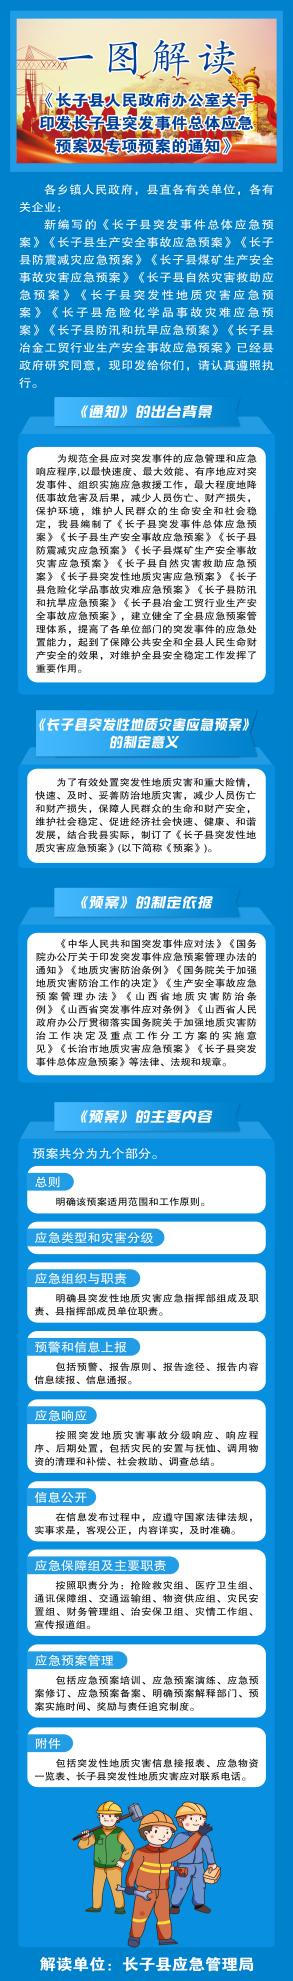 一图解读
《长子县人民政府办公室关于
印发长子县突发事件总体应急
预案及专项预案的通知》
各乡镇人民政府，县直各有关单位，各有
关企业：
新编写的《长子县突发事件总体应急预
案》《长子县生产安全事故应急预案》《长子
县防震减灾应急预案》《长子县煤矿生产安全
事故灾害应急预案》《长子县自然灾害救助应
急预案》《长子县突发性地质灾害应急预
案》《长子县危险化学品事故灾难应急预
案》《长子县防汛和抗旱应急预案》《长子县
冶金工贸行业生产安全事故应急预案》已经县
政府研究同意，现印发给你们，请认真遵照执
行。
《通知》的出台背景
为规范全县应对突发事件的应急管理和应急
响应程序,以最快速度、最大效能、有序地应对突
发事件、组织实施应急救援工作，最大程度地降
低事故危害及后果，减少人员伤亡、财产损失，
保护环境，维护人民群众的生命安全和社会稳
定，我县编制了《长子县突发事件总体应急预
案》《长子县生产安全事故应急预案》《长子县
防震减灾应急预案》《长子县煤矿生产安全事故
灾害应急预案》《长子县自然灾害救助应急预
案》《长子县突发性地质灾害应急预案》《长子
县危险化学品事故灾难应急预案》《长子县防汛
和抗旱应急预案》《长子县冶金工贸行业生产安
全事故应急预案》，建立健全了全县应急预案管
理体系，提高了各单位部门的突发事件的应急处
置能力，起到了保障公共安全和全县人民生命财
产安全的效果，对维护全县安全稳定工作发挥了
重要作用。
《长子县突发性地质灾害应急预案》
的制定意义
为了有效处置突发性地质灾害和重大险情，
快速、及时、妥善防治地质灾害，减少人员伤亡
和财产损失，保障人民群众的生命和财产安全，
维护社会稳定、促进经济社会快速、健康、和谐
发展，结合我县实际，制订了《长子县突发性地
质灾害应急预案》(以下简称《预案》)。
《预案》的制定依据
《中华人民共和国突发事件应对法》《国务
院办公厅关于印发突发事件应急预案管理办法的
通知》《地质灾害防治条例》《国务院关于加强
地质灾害防治工作的决定》《生产安全事故应急
预案管理办法》《山西省地质灾害防治条
例》《山西省突发事件应对条例》《山西省人民
政府办公厅贯彻落实国务院关于加强地质灾害防
治工作决定及重点工作分工方案的实施意
见》《长治市地质灾害应急预案》《长子县突发
事件总体应急预案》等法律、法规和规章。
《预案》的主要内容
预案共分为九个部分。
总则
明确该预案适用范围和工作原则。
应急类型和灾害分级
应急组织与职责
明确县突发性地质灾害应急指挥部组成及职
责、县指挥部成员单位职责。
预警和信息上报
包括预警、报告原则、报告途径、报告内容
信息续报、信息通报。
应急响应
按照突发地质灾害事故分级响应、响应程
序、后期处置，包括灾民的安置与抚恤、调用物
资的清理和补偿、社会救助、调查总结。
信息公开
在信息发布过程中，应遵守国家法律法规，
实事求是，客观公正，内容详实，及时准确。
应急保障组及主要职责
按照职责分为：抢险救灾组、医疗卫生组、
通讯保障组、交通运输组、物资供应组、灾民安
置组、财务管理组、治安保卫组、灾情工作组、
宣传报道组。
应急预案管理
包括应急预案培训、应急预案演练、应急预
案修订、应急预案备案、明确预案解释部门、预
案实施时间、奖励与责任追究制度。
附件
包括突发性地质灾害信息接报表、应急物资
一览表、长子县突发性地质灾害应对联系电话。
解读单位：长子县应急管理局